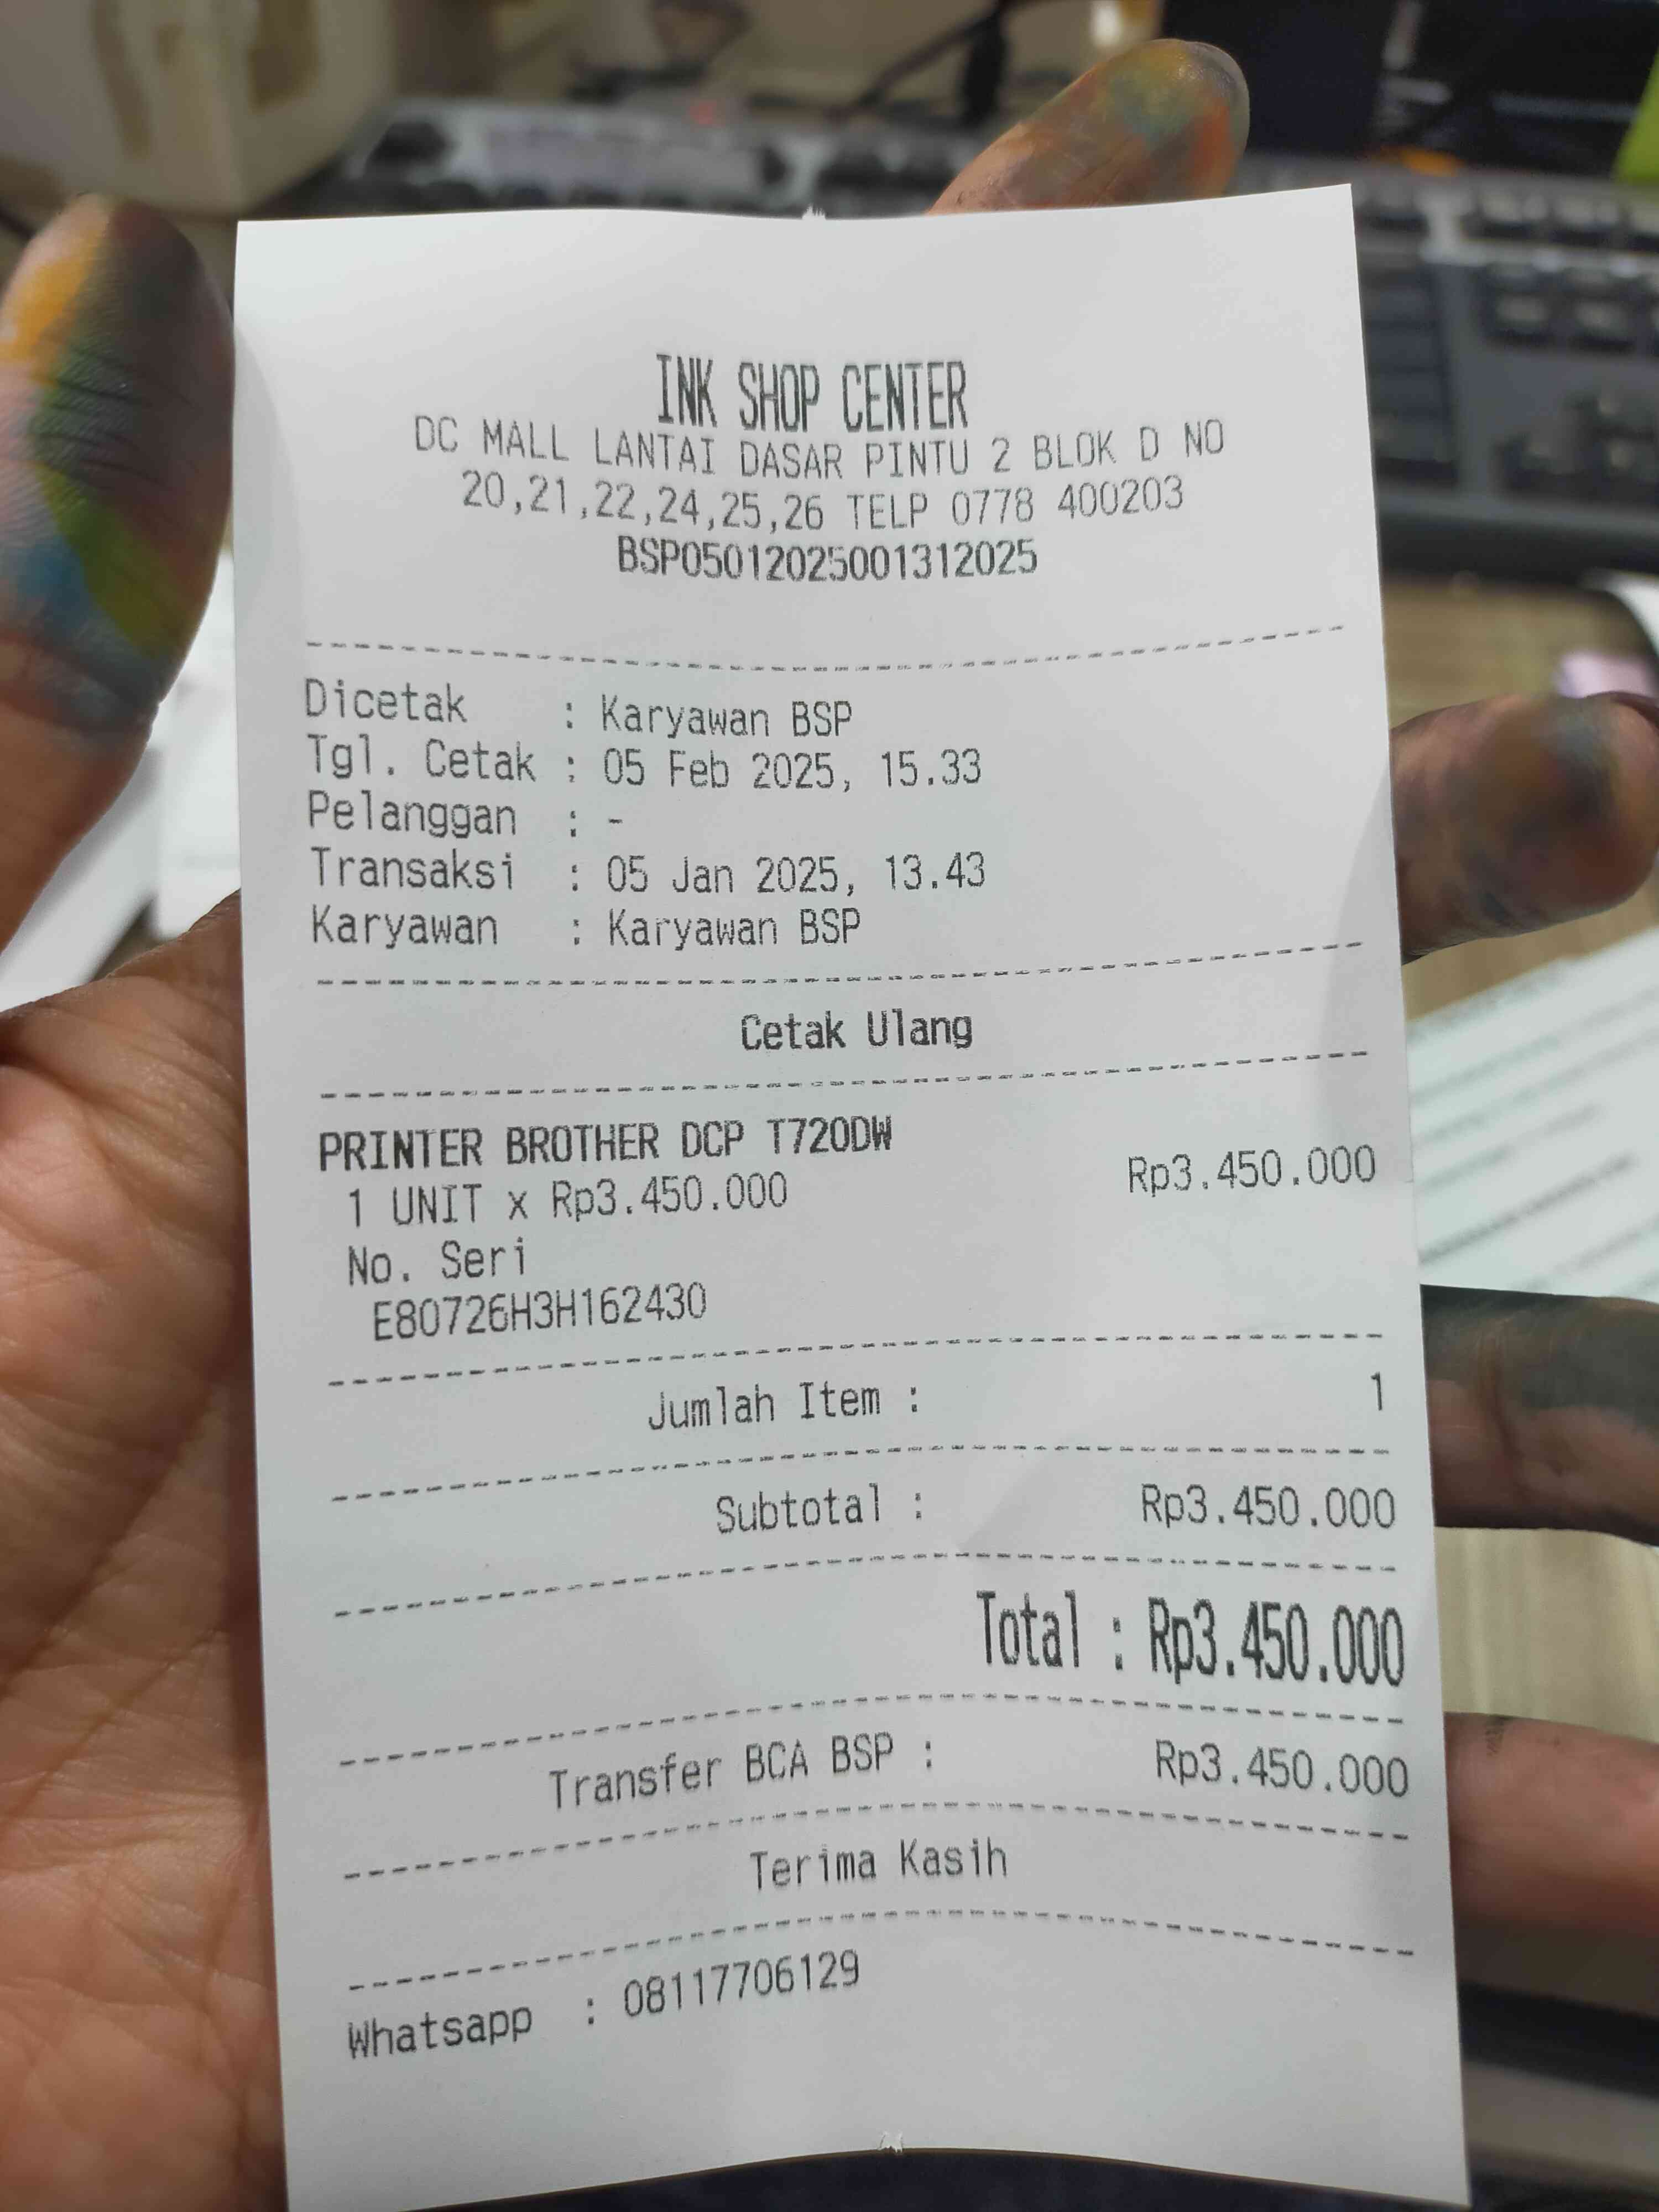 INK SHOP CENTER
DC MALL LANTAI DASAR PINTU 2 BLOK D NO
20,21,22,24,25,26 TELP 0778 400203
BSP05012025001312025
Dicetak : Karyawan BSP
Tgl. Cetak : 05 Feb 2025, 15.33
Pelanggan : -
Transaksi : 05 Jan 2025, 13.43
Karyawan : Karyawan BSP
Cetak Ulang
PRINTER BROTHER DCP T720DW
1 UNIT x Rp3.450.000 Rp3.450.000
No. Seri
E80726H3H162430
Jumlah Item : 1
Subtotal : Rp3.450.000
Total : Rp3.450.000
Transfer BCA BSP : Rp3.450.000
Terima Kasih
Whatsapp : 08117706129